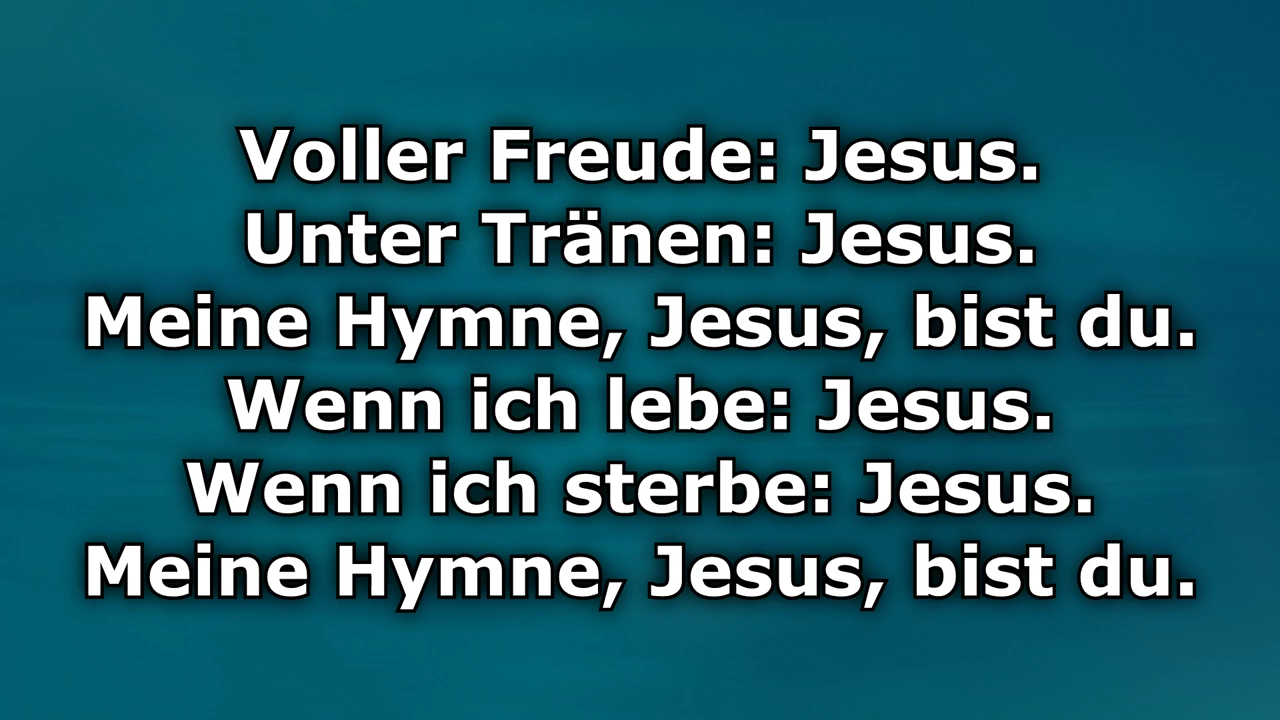 Voller Freude: Jesus.
Unter Tränen: Jesus.
Meine Hymne, Jesus, bist du.
Wenn ich lebe: Jesus.
Wenn ich sterbe: Jesus.
Meine Hymne, Jesus, bist du.